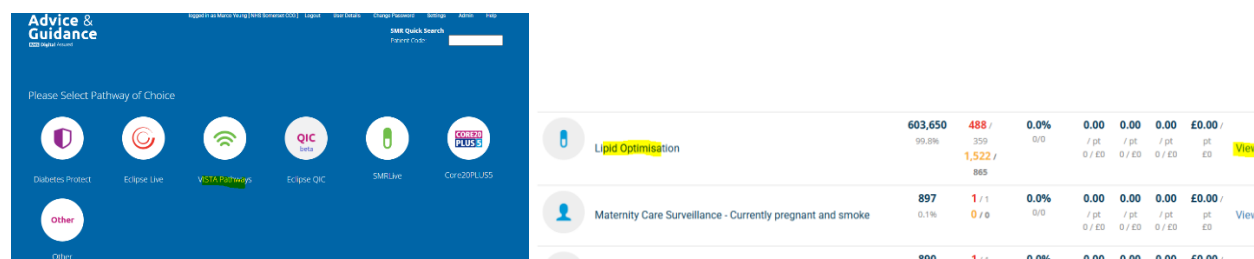 Advice &
Guidance
NHS Digital Assured
logged in as Marco Young [NHS Somerset CCG] Logout User Details Change Password Settings Admin Help
SMR Quick Search
Patient Code:
Please Select Pathway of Choice
Diabetes Protect
Eclipse Live
VISTA Pathways
QIC
beta
Eclipse QIC
SMRLive
CORE20
PLUS 5
Core20PLUS5
Other
Other
Lipid Optimisation
603,650 488 / 0.0% 0.00 0.00 0.00 £0.00 /
99.8% 359 0/0 / pt / pt / pt pt
1,522 / 0 / £0 0 / £0 0 / £0 £0
865
View
Maternity Care Surveillance - Currently pregnant and smoke
897 1 / 1 0.0% 0.00 0.00 0.00 £0.00 /
0.1% 0 / 0 0/0 / pt / pt / pt pt
0 / £0 0 / £0 0 / £0 £0
View